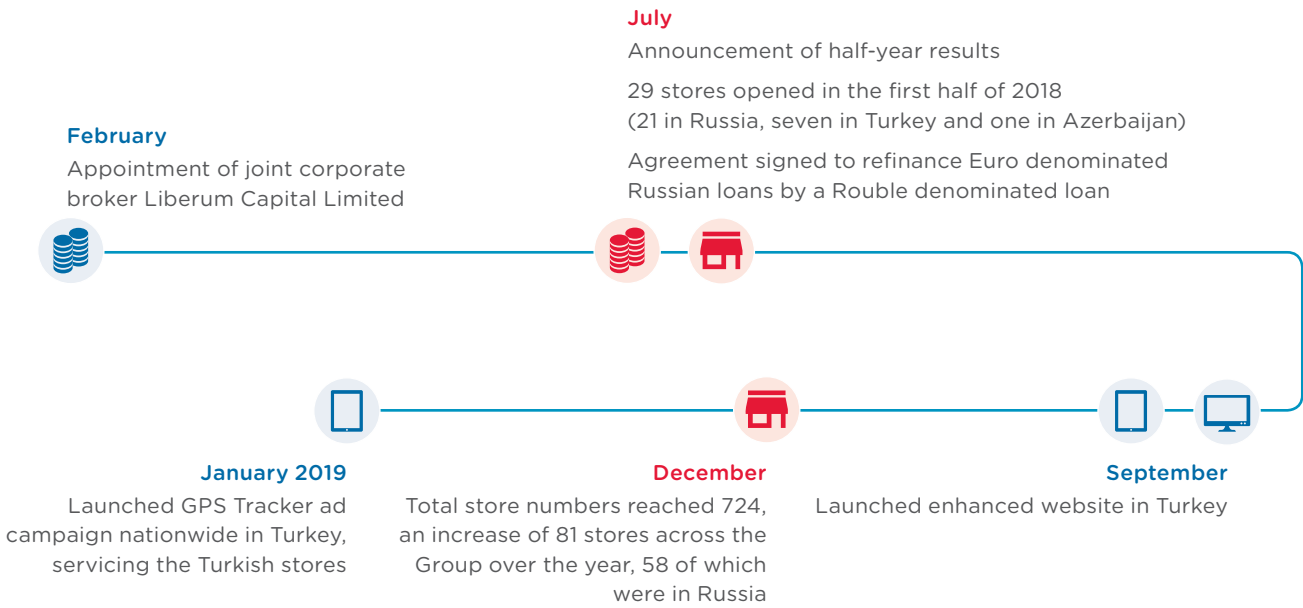 February
Appointment of joint corporate
broker Liberum Capital Limited
July
Announcement of half-year results
29 stores opened in the first half of 2018
(21 in Russia, seven in Turkey and one in Azerbaijan)
Agreement signed to refinance Euro denominated
Russian loans by a Rouble denominated loan
September
Launched enhanced website in Turkey
December
Total store numbers reached 724,
an increase of 81 stores across the
Group over the year, 58 of which
were in Russia
January 2019
Launched GPS Tracker ad
campaign nationwide in Turkey,
servicing the Turkish stores